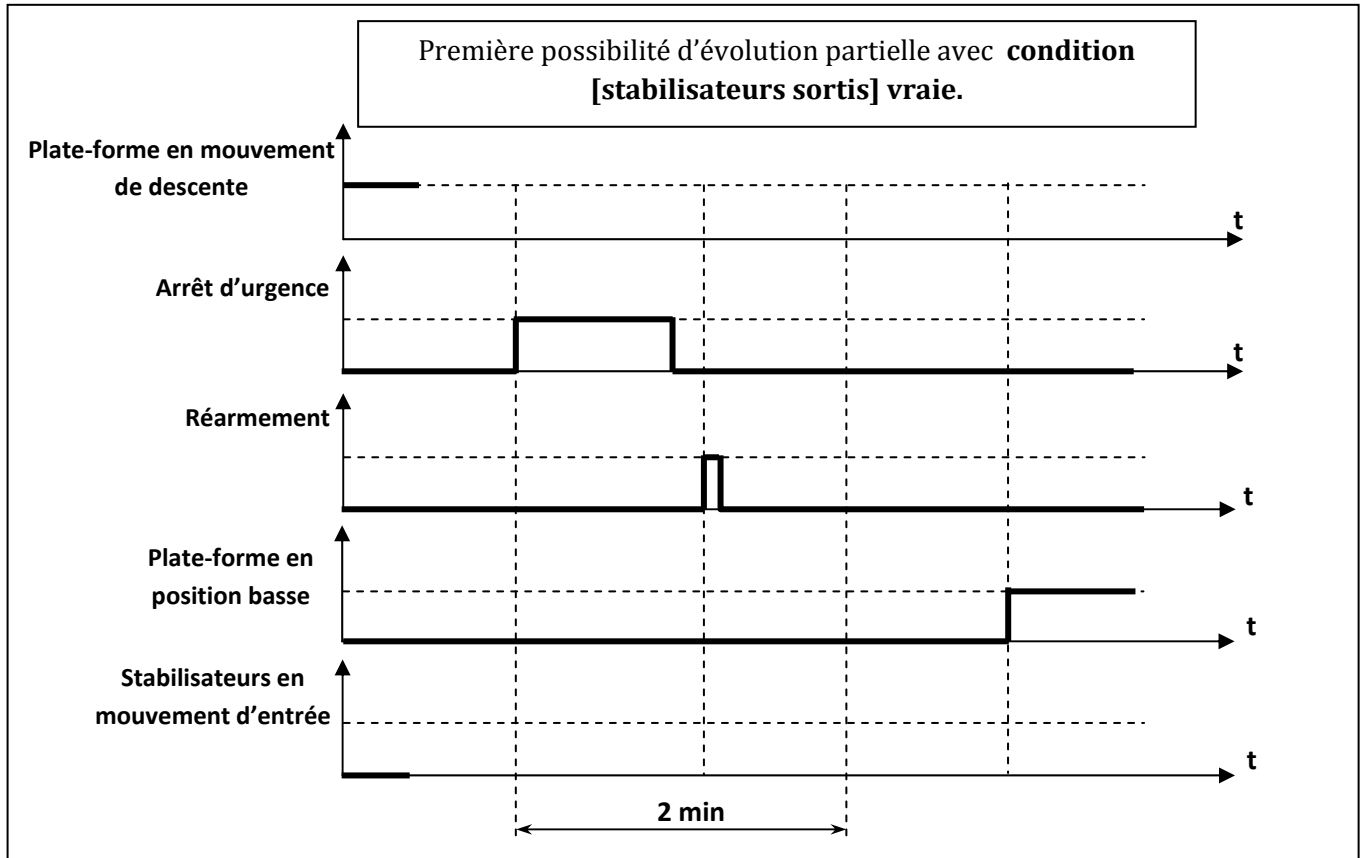 Première possibilité d’évolution partielle avec condition
[stabilisateurs sortis] vraie.
Plate-forme en mouvement
de descente
t
Arrêt d’urgence
t
Réarmement
t
Plate-forme en
position basse
t
Stabilisateurs en
mouvement d’entrée
t
2 min